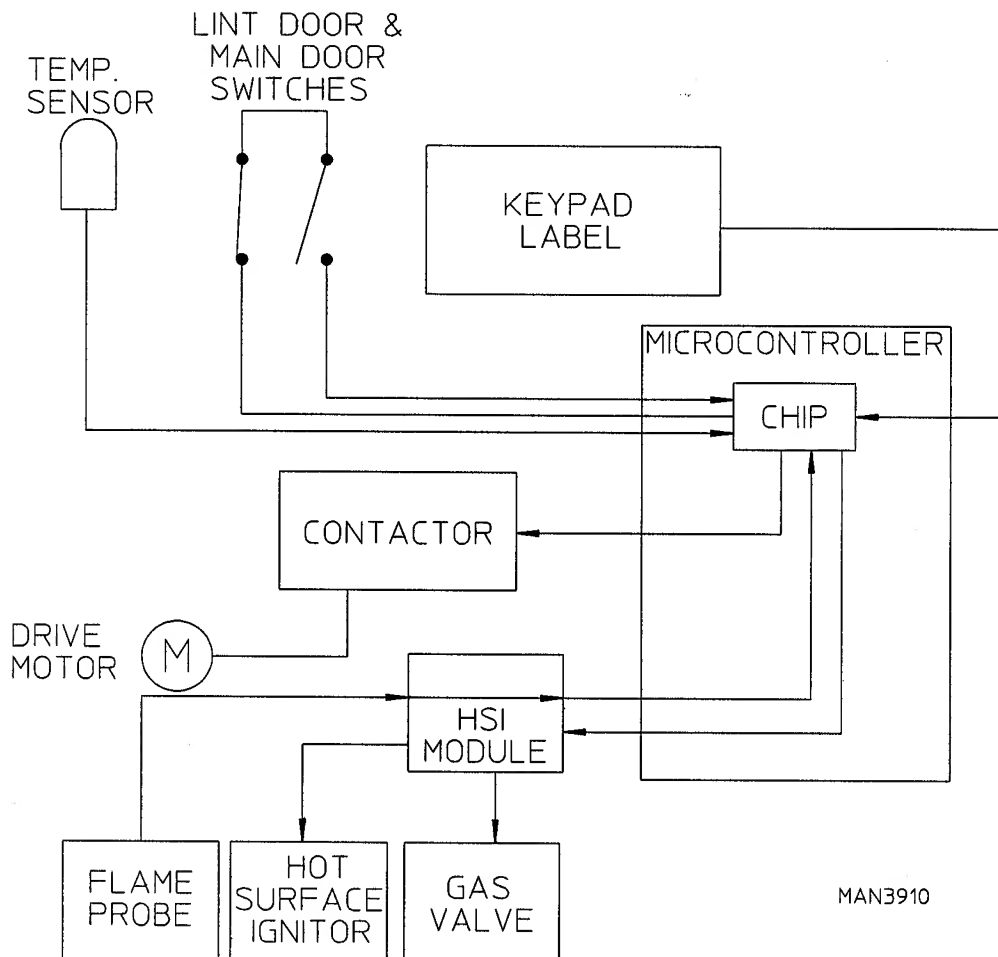 LINT DOOR &
MAIN DOOR
SWITCHES
TEMP.
SENSOR
KEYPAD
LABEL
MICROCONTROLLER
CHIP
CONTACTOR
DRIVE
MOTOR
M
HSI
MODULE
FLAME
PROBE
HOT
SURFACE
IGNITOR
GAS
VALVE
MAN3910